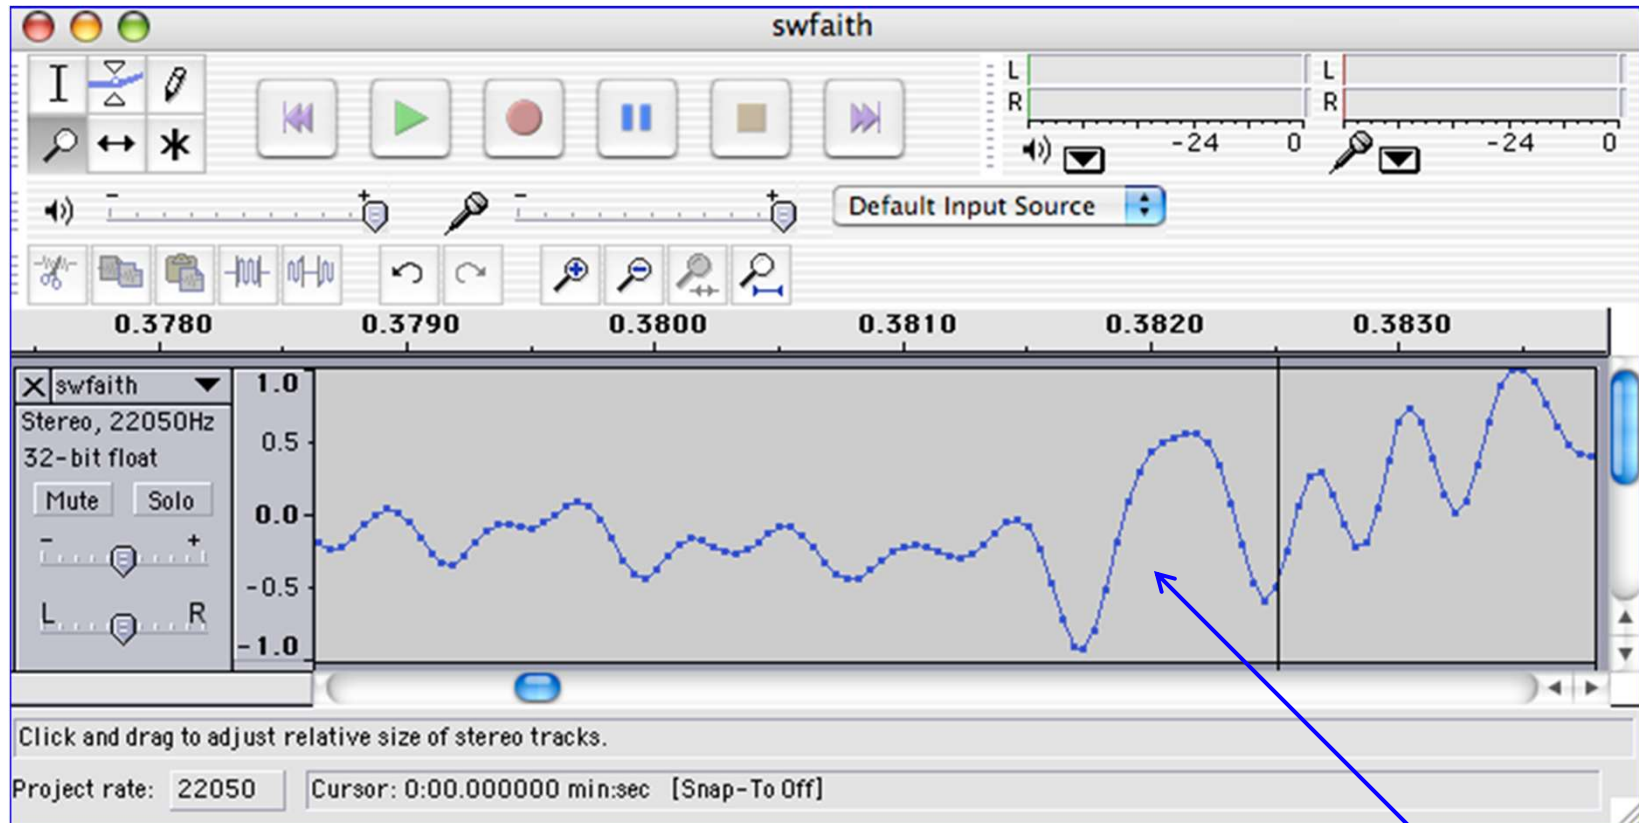 swfaith
L
R
-24 0
L
R
-24 0
- +
- +
Default Input Source
0.3780 0.3790 0.3800 0.3810 0.3820 0.3830
X swfaith
Stereo, 22050Hz
32-bit float
Mute Solo
- +
L R
1.0
0.5
0.0
-0.5
-1.0
Click and drag to adjust relative size of stereo tracks.
Project rate: 22050 Cursor: 0:00.000000 min:sec [Snap-To Off]